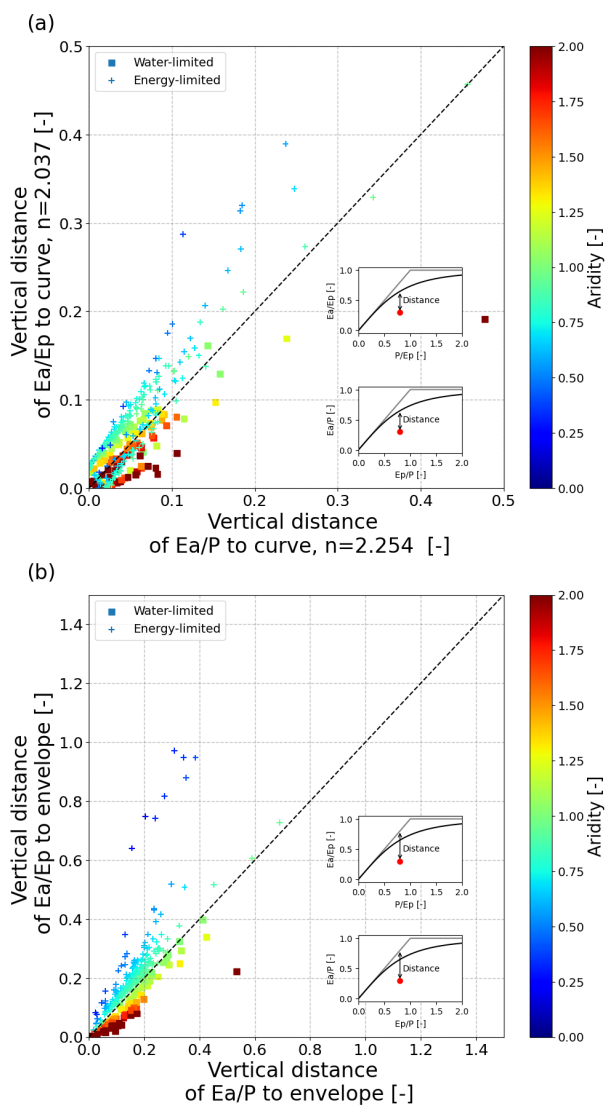 (a)
0.5
0.4
0.3
0.2
0.1
0.0
Vertical distance
of Ea/Ep to curve, n=2.037 [-]
Water-limited
Energy-limited
1.0
0.5
0.0
Ea/Ep [-]
Distance
0.0 0.5 1.0 1.5 2.0
P/Ep [-]
1.0
0.5
0.0
Ea/P [-]
Distance
0.0 0.5 1.0 1.5 2.0
Ep/P [-]
0.0 0.1 0.2 0.3 0.4 0.5
Vertical distance
of Ea/P to curve, n=2.254 [-]
2.00
1.75
1.50
1.25
1.00
0.75
0.50
0.25
0.00
Aridity [-]
(b)
1.4
1.2
1.0
0.8
0.6
0.4
0.2
0.0
Vertical distance
of Ea/Ep to envelope [-]
Water-limited
Energy-limited
1.0
0.5
0.0
Ea/Ep [-]
Distance
0.0 0.5 1.0 1.5 2.0
P/Ep [-]
1.0
0.5
0.0
Ea/P [-]
Distance
0.0 0.5 1.0 1.5 2.0
Ep/P [-]
0.0 0.2 0.4 0.6 0.8 1.0 1.2 1.4
Vertical distance
of Ea/P to envelope [-]
2.00
1.75
1.50
1.25
1.00
0.75
0.50
0.25
0.00
Aridity [-]